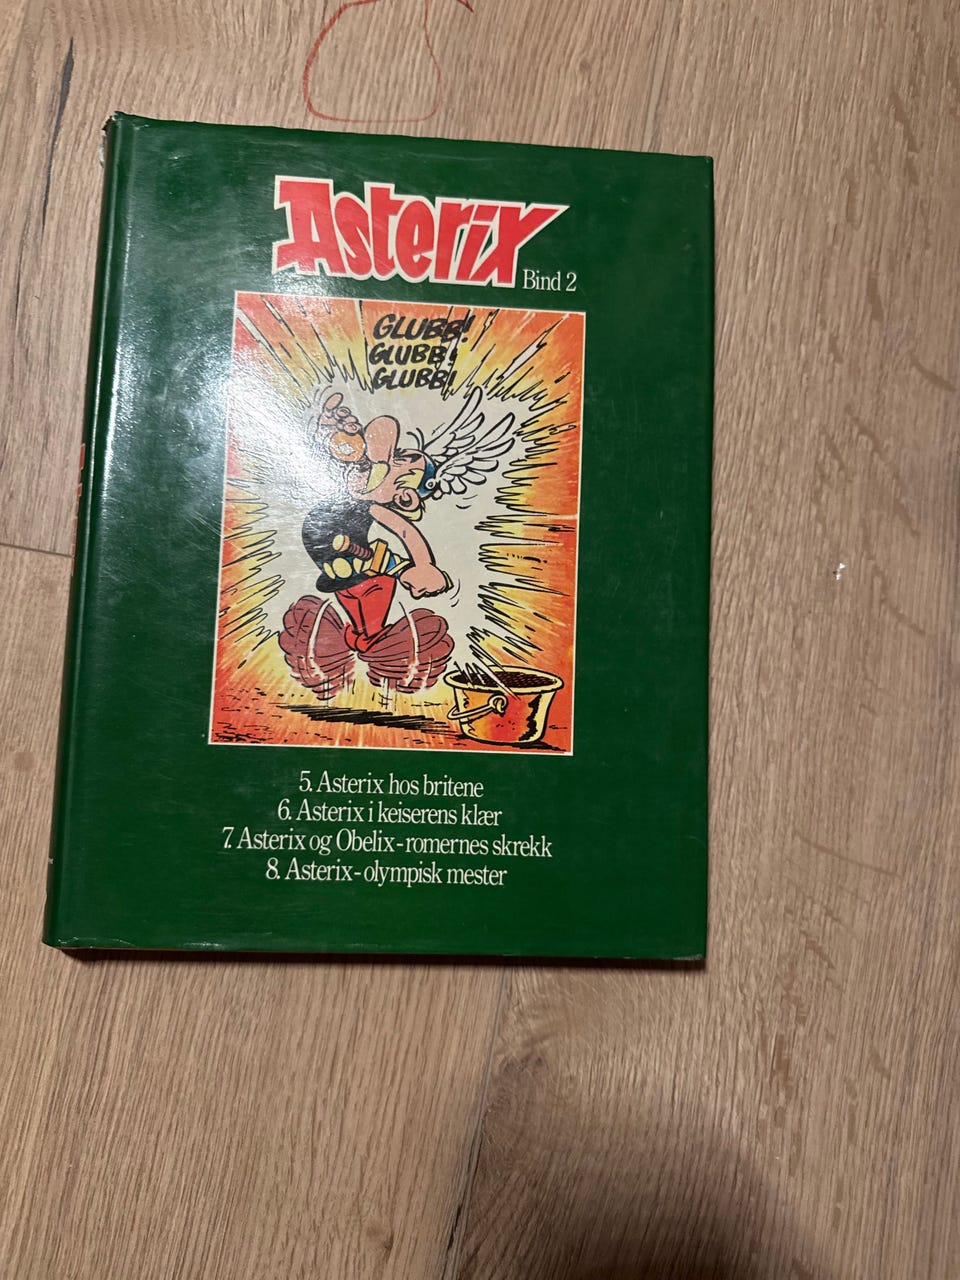 Asterix
Bind 2
GLUBB!
GLUBB!
GLUBB!
5. Asterix hos britene
6. Asterix i keiserens klær
7. Asterix og Obelix-romernes skrekk
8. Asterix-olympisk mester